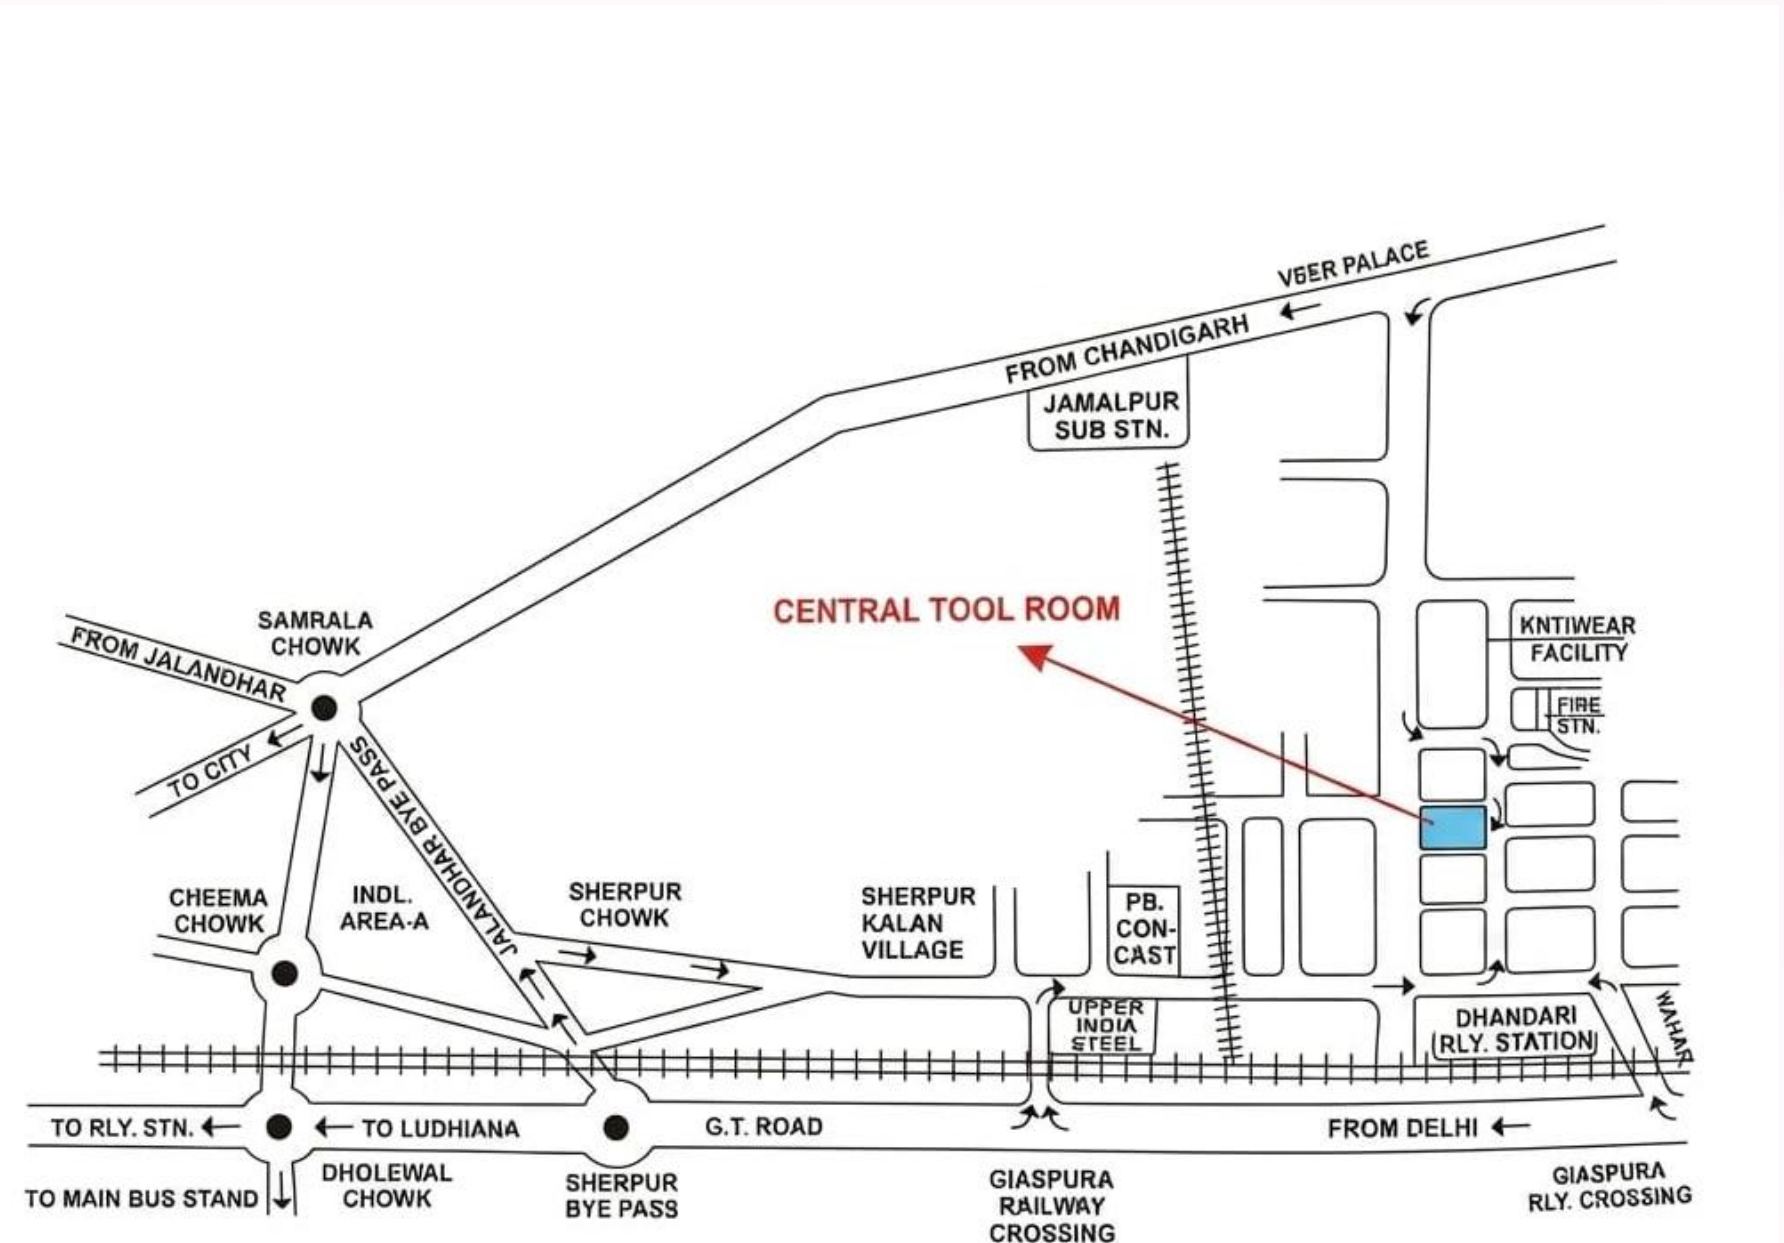 VEER PALACE
FROM CHANDIGARH
JAMALPUR
SUB STN.
CENTRAL TOOL ROOM
SAMRALA
CHOWK
FROM JALANDHAR
TO CITY
JALANDHAR BYE PASS
KNTIWEAR
FACILITY
FIRE
STN.
CHEEMA
CHOWK
INDL.
AREA-A
SHERPUR
CHOWK
SHERPUR
KALAN
VILLAGE
PB.
CON-
CAST
UPPER
INDIA
STEEL
DHANDARI
RLY. STATION
WAHAR
TO RLY. STN.
TO LUDHIANA
G.T. ROAD
FROM DELHI
TO MAIN BUS STAND
DHOLEWAL
CHOWK
SHERPUR
BYE PASS
GIASPURA
RAILWAY
CROSSING
GIASPURA
RLY. CROSSING